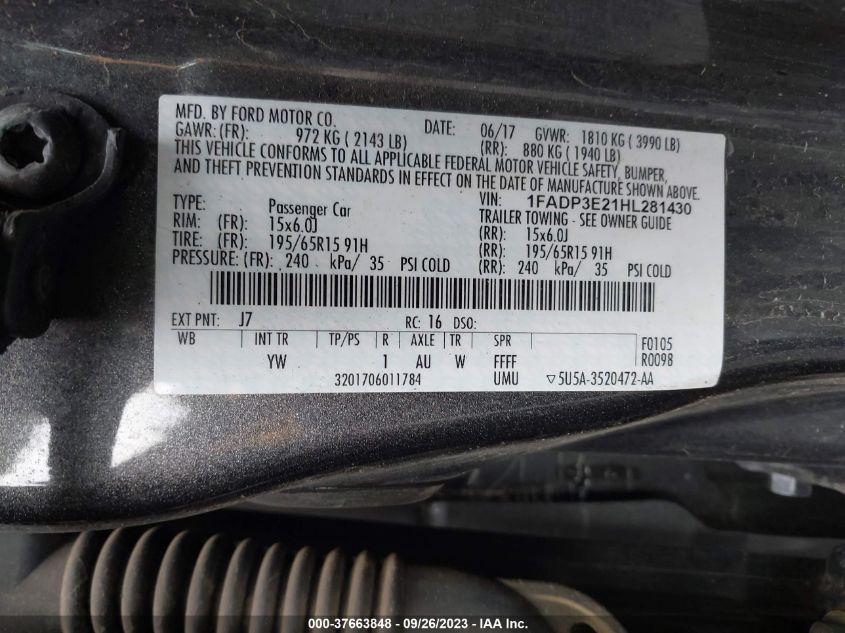 MFD. BY FORD MOTOR CO. DATE: 06/17 GVWR: 1810 KG ( 3990 LB)
GAWR: (FR): 972 KG ( 2143 LB) (RR): 880 KG ( 1940 LB)
THIS VEHICLE CONFORMS TO ALL APPLICABLE FEDERAL MOTOR VEHICLE SAFETY, BUMPER,
AND THEFT PREVENTION STANDARDS IN EFFECT ON THE DATE OF MANUFACTURE SHOWN ABOVE.
VIN: 1FADP3E21HL281430
TYPE: Passenger Car TRAILER TOWING - SEE OWNER GUIDE
RIM: (FR): 15x6.0J (RR): 15x6.0J
TIRE: (FR): 195/65R15 91H (RR): 195/65R15 91H
PRESSURE: (FR): 240 kPa/ 35 PSI COLD (RR): 240 kPa/ 35 PSI COLD
EXT PNT: J7 RC: 16 DSO:
WB INT TR TP/PS R AXLE TR SPR F0105
YW 1 AU W FFFF R0098
3201706011784 UMU ▽5U5A-3520472-AA
000-37663848 - 09/26/2023 - IAA Inc.